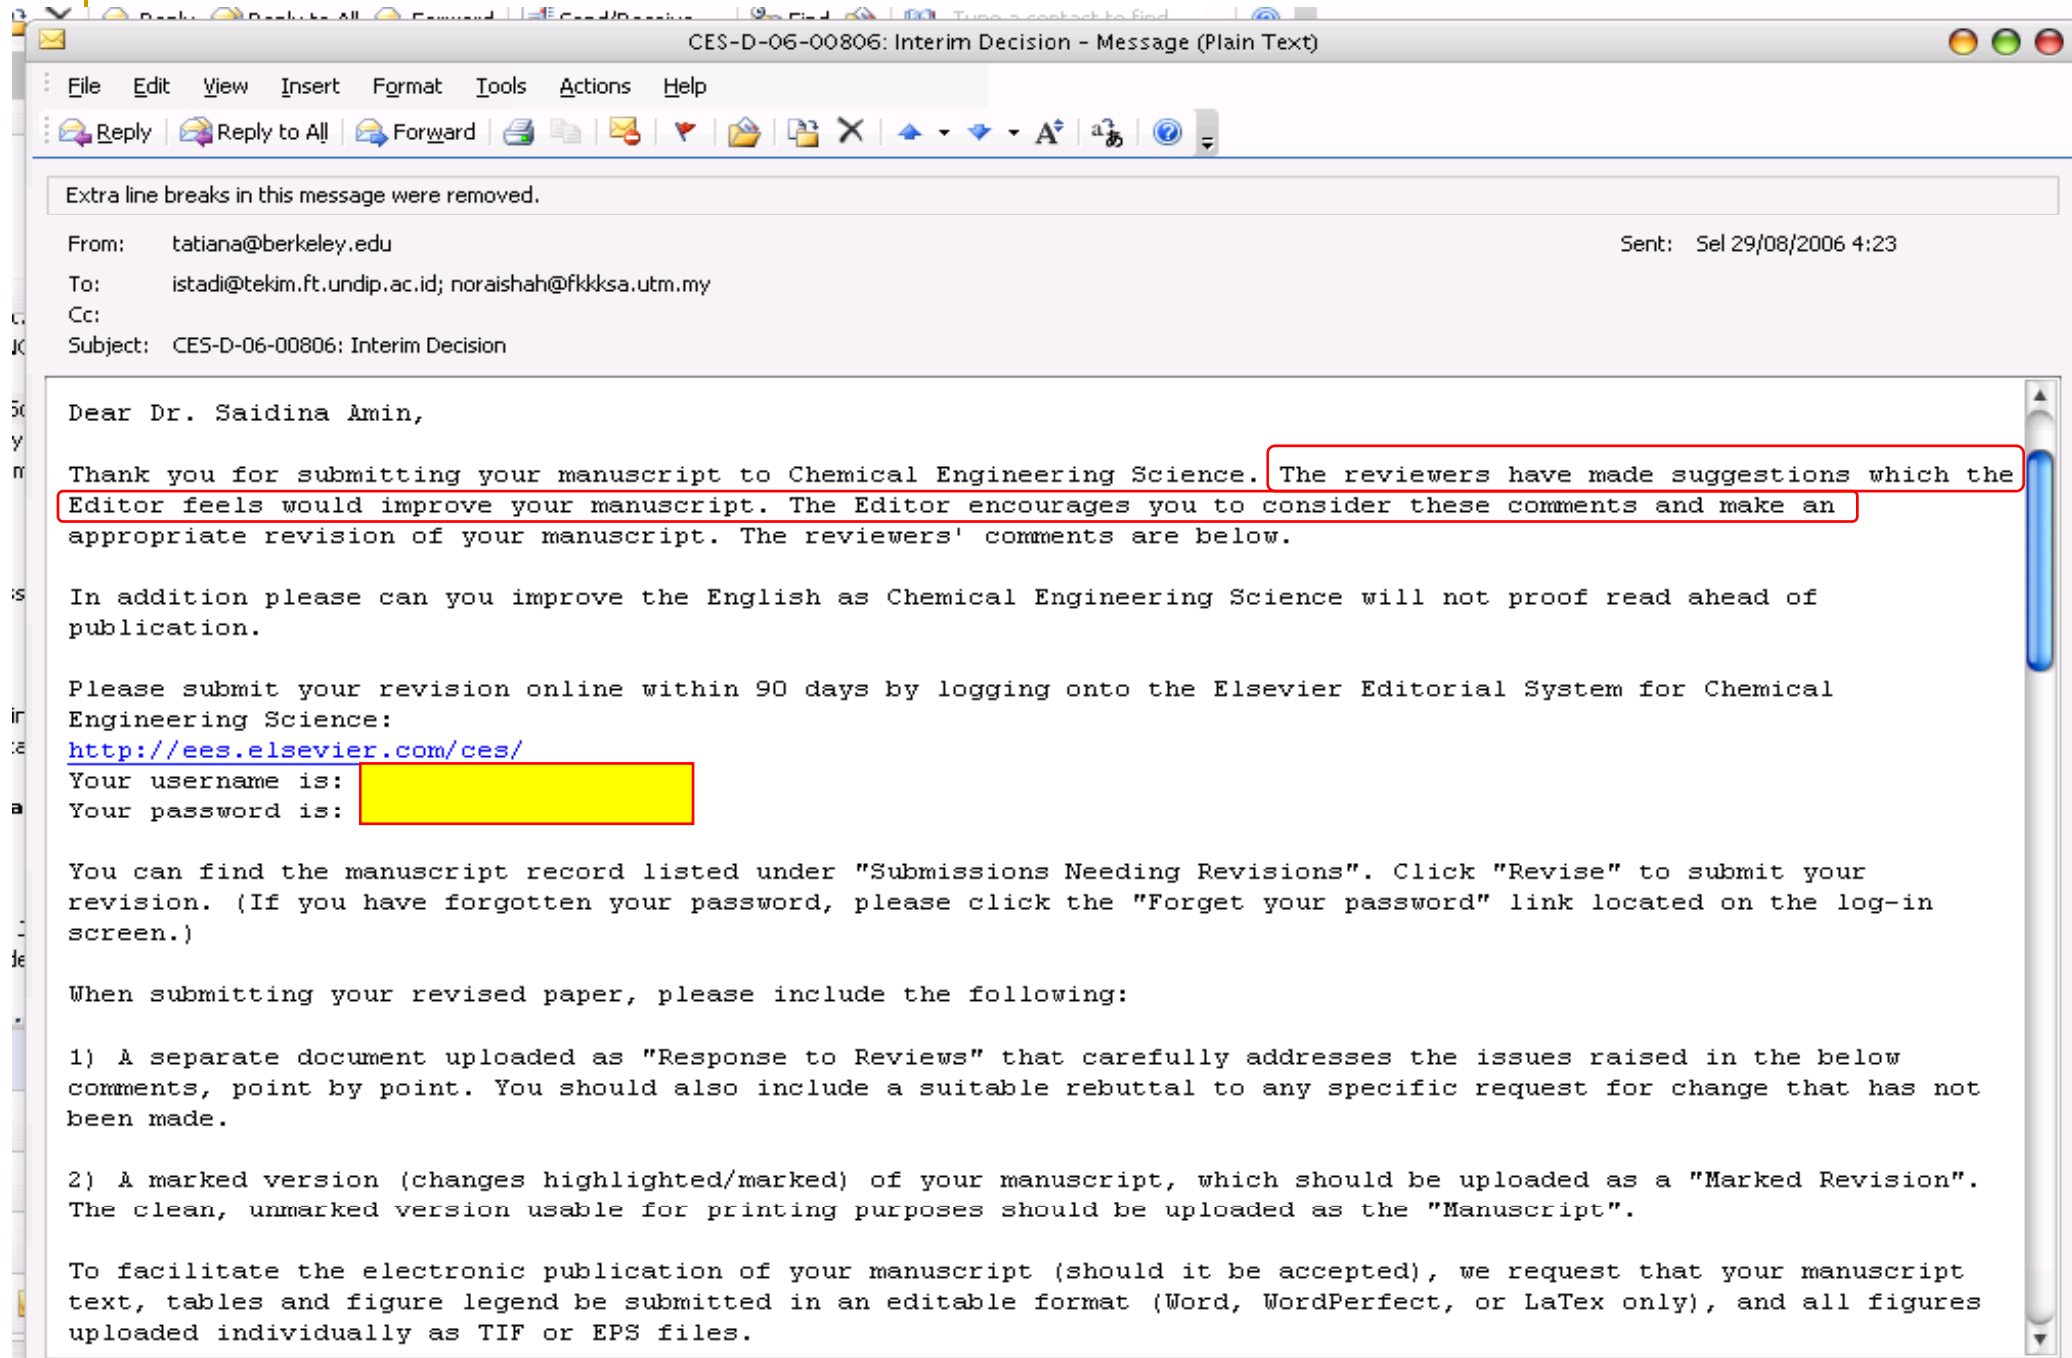 Reply Reply to All Forward Send/Receive Find Type a contact to find
CES-D-06-00806: Interim Decision - Message (Plain Text)
File Edit View Insert Format Tools Actions Help
Reply Reply to All Forward
Extra line breaks in this message were removed.
From: tatiana@berkeley.edu Sent: Sel 29/08/2006 4:23
To: istadi@tekim.ft.undip.ac.id; noraishah@fkkksa.utm.my
Cc:
Subject: CES-D-06-00806: Interim Decision
Dear Dr. Saidina Amin,
Thank you for submitting your manuscript to Chemical Engineering Science. The reviewers have made suggestions which the
Editor feels would improve your manuscript. The Editor encourages you to consider these comments and make an
appropriate revision of your manuscript. The reviewers' comments are below.
In addition please can you improve the English as Chemical Engineering Science will not proof read ahead of
publication.
Please submit your revision online within 90 days by logging onto the Elsevier Editorial System for Chemical
Engineering Science:
http://ees.elsevier.com/ces/
Your username is:
Your password is:
You can find the manuscript record listed under "Submissions Needing Revisions". Click "Revise" to submit your
revision. (If you have forgotten your password, please click the "Forget your password" link located on the log-in
screen.)
When submitting your revised paper, please include the following:
1) A separate document uploaded as "Response to Reviews" that carefully addresses the issues raised in the below
comments, point by point. You should also include a suitable rebuttal to any specific request for change that has not
been made.
2) A marked version (changes highlighted/marked) of your manuscript, which should be uploaded as a "Marked Revision".
The clean, unmarked version usable for printing purposes should be uploaded as the "Manuscript".
To facilitate the electronic publication of your manuscript (should it be accepted), we request that your manuscript
text, tables and figure legend be submitted in an editable format (Word, WordPerfect, or LaTex only), and all figures
uploaded individually as TIF or EPS files.